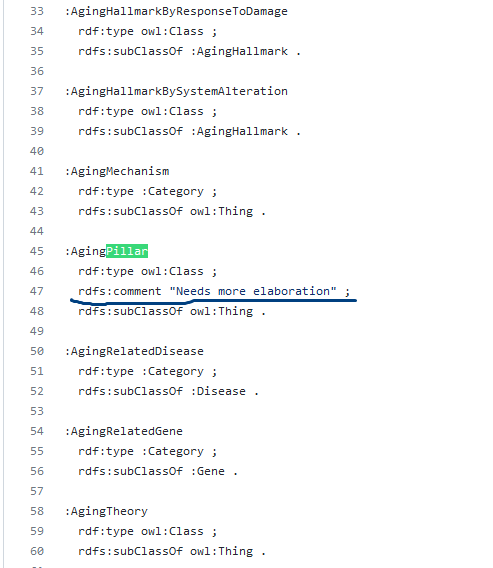 33 :AgingHallmarkByResponseToDamage
34 rdf:type owl:Class ;
35 rdfs:subClassOf :AgingHallmark .
36
37 :AgingHallmarkBySystemAlteration
38 rdf:type owl:Class ;
39 rdfs:subClassOf :AgingHallmark .
40
41 :AgingMechanism
42 rdf:type :Category ;
43 rdfs:subClassOf owl:Thing .
44
45 :AgingPillar
46 rdf:type owl:Class ;
47 rdfs:comment "Needs more elaboration" ;
48 rdfs:subClassOf owl:Thing .
49
50 :AgingRelatedDisease
51 rdf:type :Category ;
52 rdfs:subClassOf :Disease .
53
54 :AgingRelatedGene
55 rdf:type :Category ;
56 rdfs:subClassOf :Gene .
57
58 :AgingTheory
59 rdf:type owl:Class ;
60 rdfs:subClassOf owl:Thing .